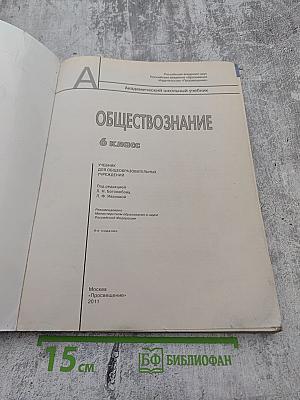 Российская академия наук
Российская академия образования
Издательство «Просвещение»
А
Академический школьный учебник
ОБЩЕСТВОЗНАНИЕ
6 класс
УЧЕБНИК
ДЛЯ ОБЩЕОБРАЗОВАТЕЛЬНЫХ
УЧРЕЖДЕНИЙ
Под редакцией
Л. Н. Боголюбова,
Л. Ф. Ивановой
Рекомендовано
Министерством образования и науки
Российской Федерации
издание
Москва
«Просвещение»
2011
15 см
БФ БИБЛИОФАН